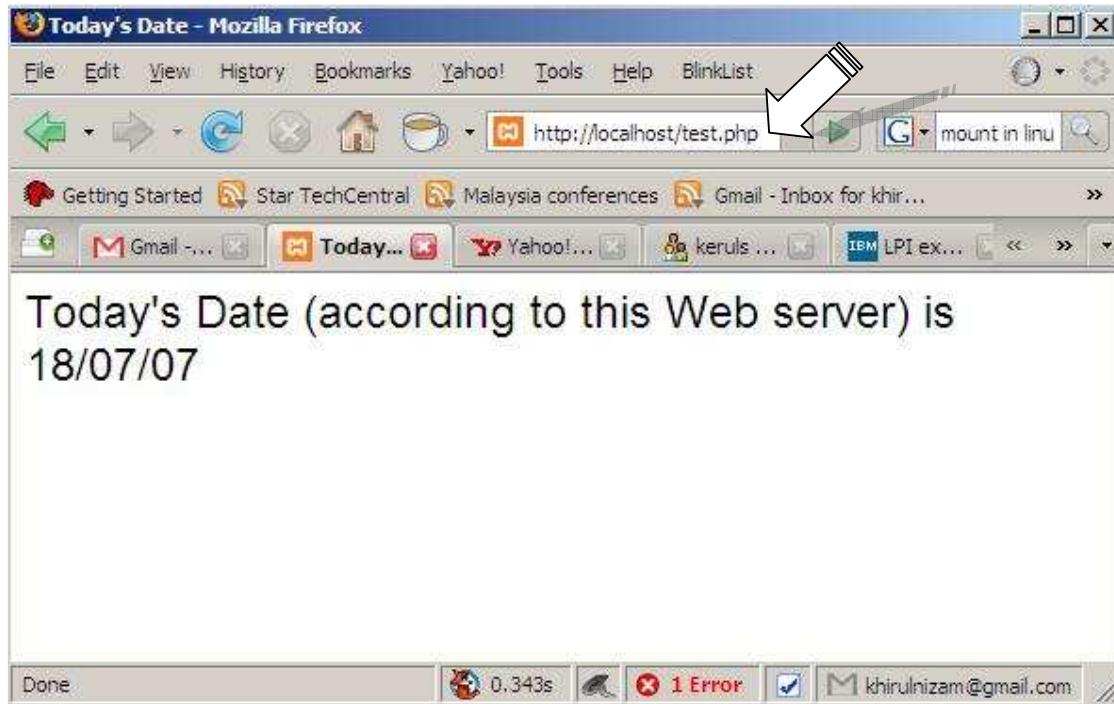 Today's Date - Mozilla Firefox
File Edit View History Bookmarks Yahoo! Tools Help BlinkList
http://localhost/test.php G mount in linu
Getting Started Star TechCentral Malaysia conferences Gmail - Inbox for khir... »
Gmail -... Today... Yahoo!... keruls ... IBM LPI ex... « »
Today's Date (according to this Web server) is
18/07/07
Done 0.343s 1 Error khirulnizam@gmail.com